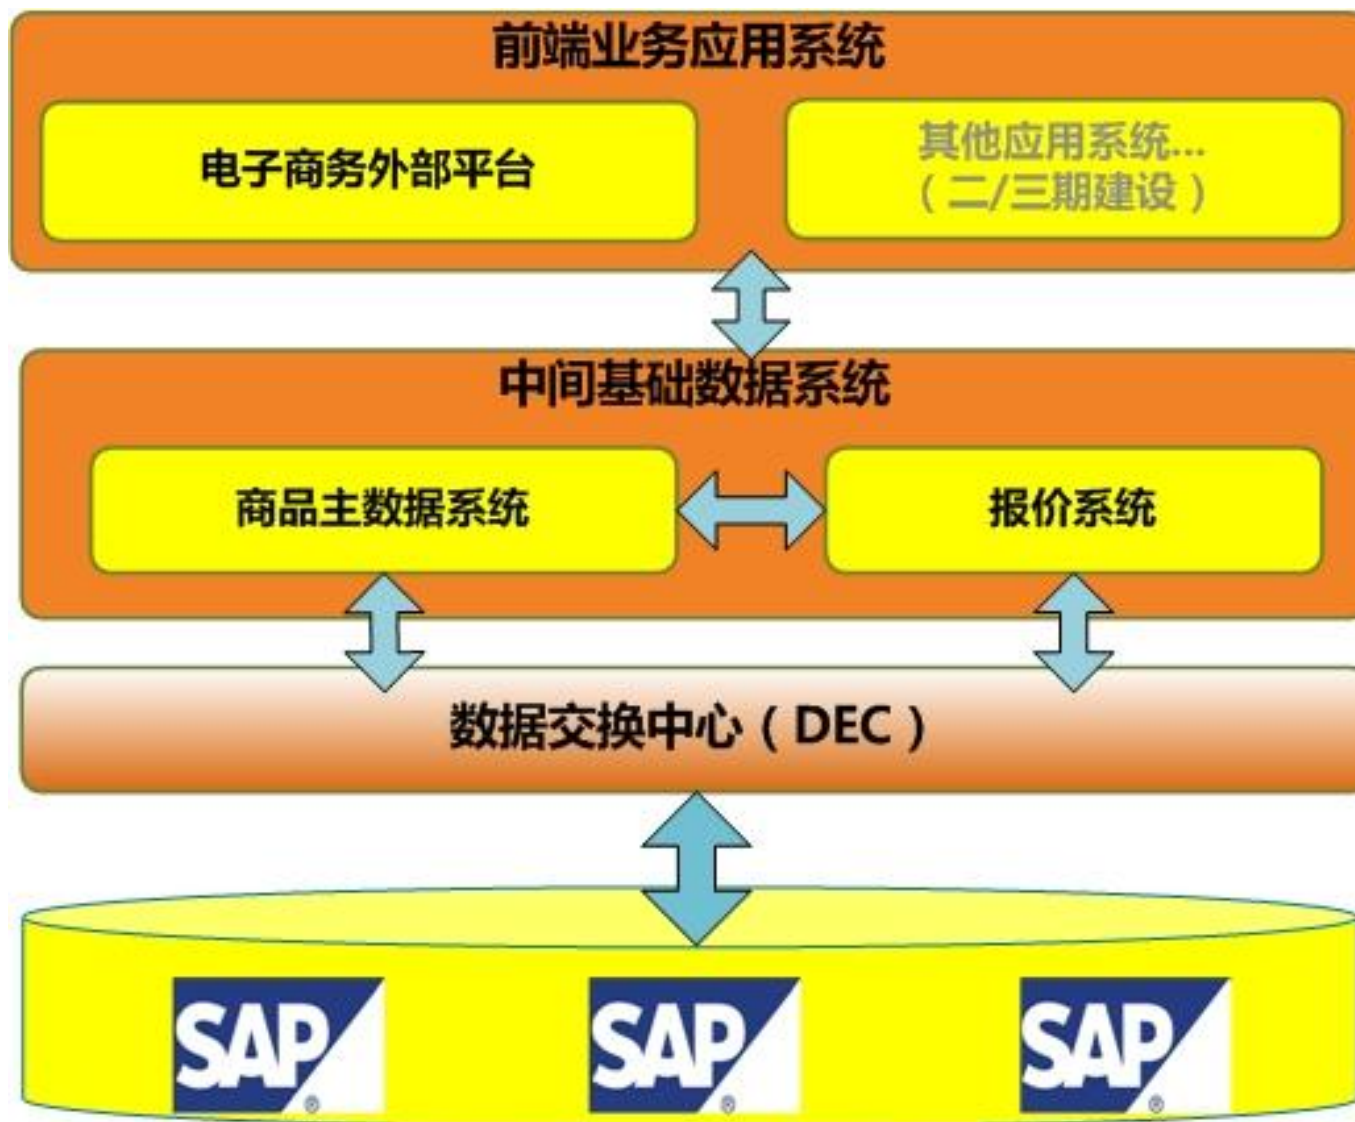 前端业务应用系统
电子商务外部平台
其他应用系统...
（二/三期建设）
中间基础数据系统
商品主数据系统
报价系统
数据交换中心（DEC）
SAP®
SAP®
SAP®